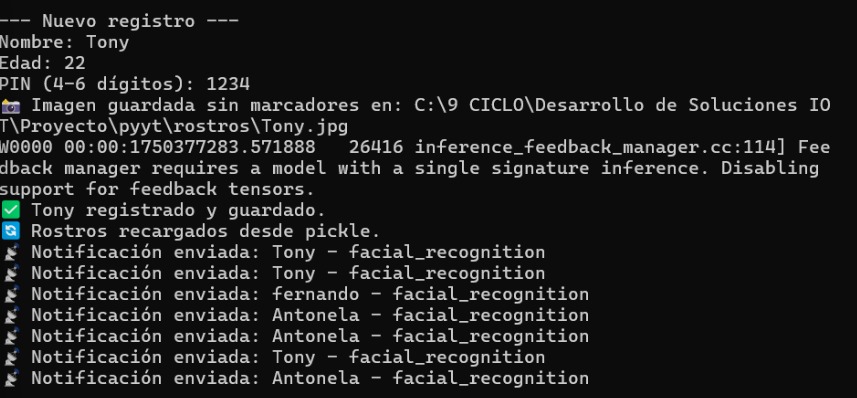 --- Nuevo registro ---
Nombre: Tony
Edad: 22
PIN (4-6 dígitos): 1234
📷 Imagen guardada sin marcadores en: C:\9 CICLO\Desarrollo de Soluciones IO
T\Proyecto\pyyt\rostros\Tony.jpg
W0000 00:00:1750377283.571888   26416 inference_feedback_manager.cc:114] Fee
dback manager requires a model with a single signature inference. Disabling
support for feedback tensors.
✅ Tony registrado y guardado.
🔄 Rostros recargados desde pickle.
📡 Notificación enviada: Tony - facial_recognition
📡 Notificación enviada: Tony - facial_recognition
📡 Notificación enviada: fernando - facial_recognition
📡 Notificación enviada: Antonela - facial_recognition
📡 Notificación enviada: Antonela - facial_recognition
📡 Notificación enviada: Tony - facial_recognition
📡 Notificación enviada: Antonela - facial_recognition